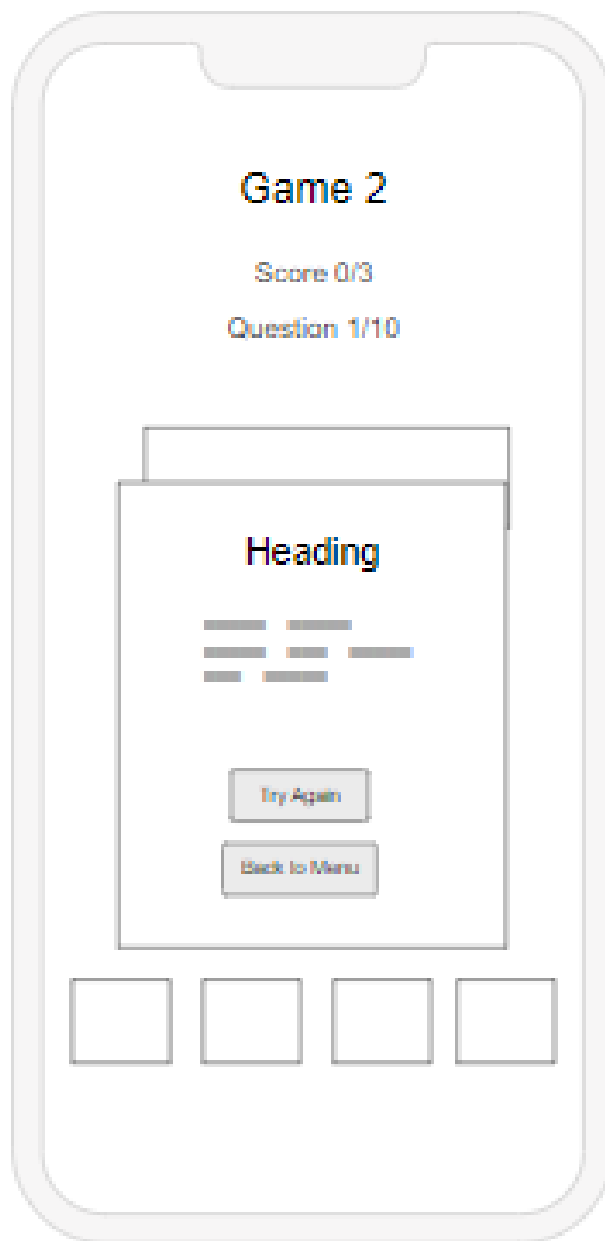 Game 2
Score 0/3
Question 1/10
Heading
Try Again
Back to Menu